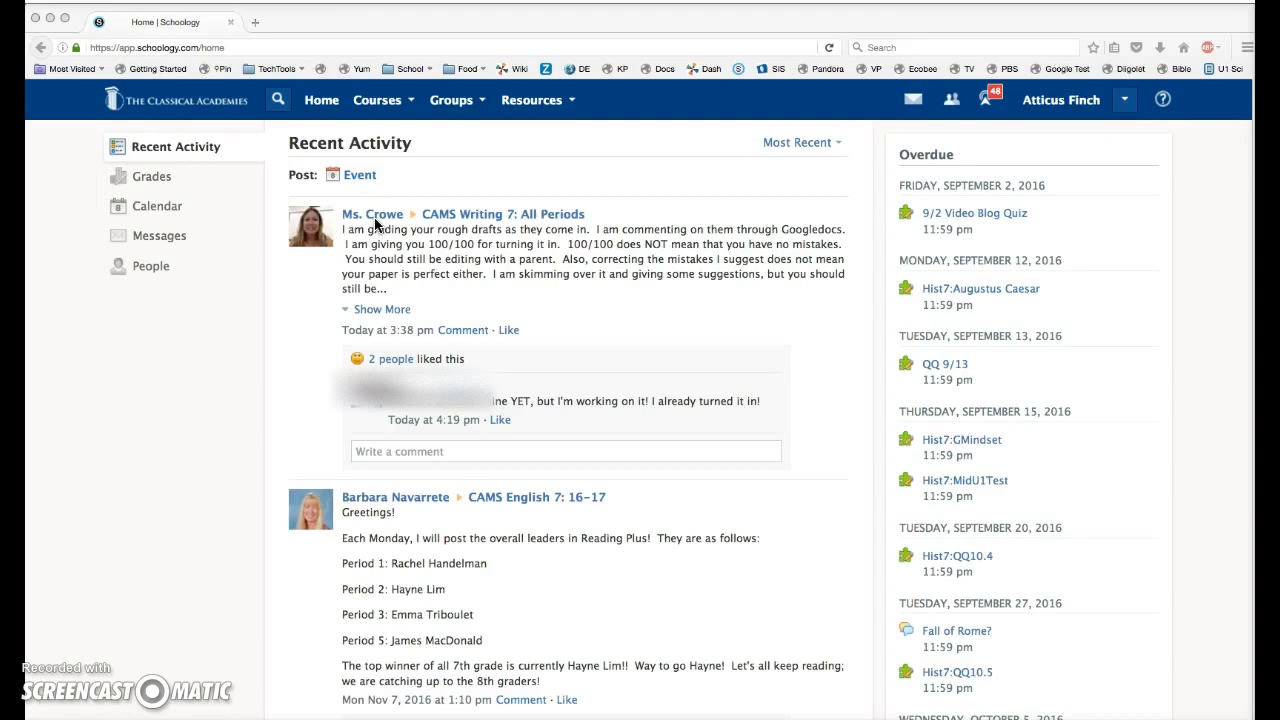 Home | Schoology
https://app.schoology.com/home
Search
Most Visited
Getting Started
Pin
TechTools
Yum
School
Food
Wiki
DE
KP
Docs
Dash
SIS
Pandora
VP
Ecobee
TV
PBS
Google Test
Diigolet
Bible
U1 Sci
THE CLASSICAL ACADEMIES
Home
Courses
Groups
Resources
48
Atticus Finch
Recent Activity
Grades
Calendar
Messages
People
Recent Activity
Most Recent
Post: Event
Ms. Crowe CAMS Writing 7: All Periods
I am grading your rough drafts as they come in. I am commenting on them through Googledocs.
I am giving you 100/100 for turning it in. 100/100 does NOT mean that you have no mistakes.
You should still be editing with a parent. Also, correcting the mistakes I suggest does not mean
your paper is perfect either. I am skimming over it and giving some suggestions, but you should
still be...
Show More
Today at 3:38 pm Comment · Like
2 people liked this
ine YET, but I'm working on it! I already turned it in!
Today at 4:19 pm · Like
Write a comment
Barbara Navarrete CAMS English 7: 16-17
Greetings!
Each Monday, I will post the overall leaders in Reading Plus! They are as follows:
Period 1: Rachel Handelman
Period 2: Hayne Lim
Period 3: Emma Triboulet
Period 5: James MacDonald
The top winner of all 7th grade is currently Hayne Lim!! Way to go Hayne! Let's all keep reading;
we are catching up to the 8th graders!
Mon Nov 7, 2016 at 1:10 pm Comment · Like
Overdue
FRIDAY, SEPTEMBER 2, 2016
9/2 Video Blog Quiz
11:59 pm
MONDAY, SEPTEMBER 12, 2016
Hist7:Augustus Caesar
11:59 pm
TUESDAY, SEPTEMBER 13, 2016
QQ 9/13
11:59 pm
THURSDAY, SEPTEMBER 15, 2016
Hist7:GMindset
11:59 pm
Hist7:MidU1Test
11:59 pm
TUESDAY, SEPTEMBER 20, 2016
Hist7:QQ10.4
11:59 pm
TUESDAY, SEPTEMBER 27, 2016
Fall of Rome?
11:59 pm
Hist7:QQ10.5
11:59 pm
WEDNESDAY, OCTOBER 5, 2016
Recorded with
SCREENCAST-O-MATIC